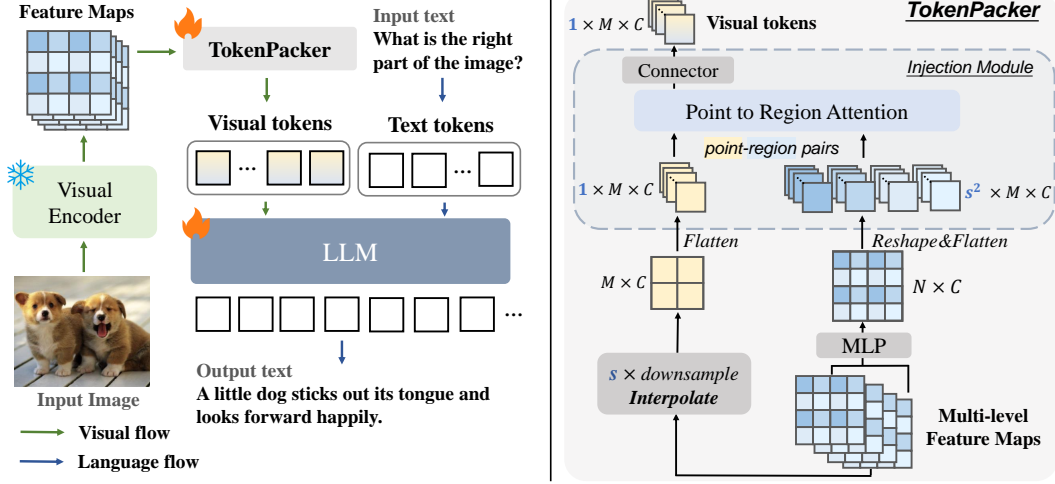 Feature Maps
TokenPacker
Input text
What is the right
part of the image?
Visual tokens
Text tokens
...
...
Visual
Encoder
LLM
...
Input Image
Output text
A little dog sticks out its tongue and
looks forward happily.
Visual flow
Language flow
TokenPacker
1 × M × C
Visual tokens
Connector
Injection Module
Point to Region Attention
point-region pairs
1 × M × C
s² × M × C
Flatten
Reshape&Flatten
M × C
N × C
MLP
s × downsample
Interpolate
Multi-level
Feature Maps